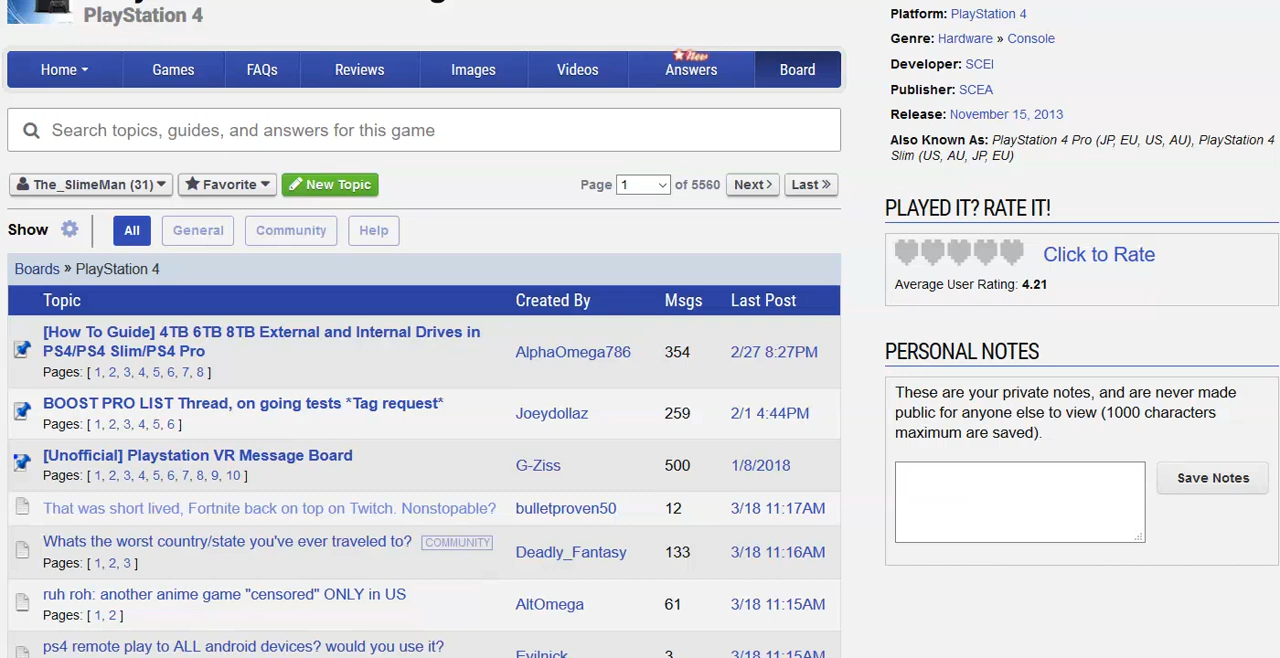 PlayStation 4
Home Games FAQs Reviews Images Videos New Answers Board
Search topics, guides, and answers for this game
The_SlimeMan (31) Favorite New Topic Page 1 of 5560 Next Last
Show All General Community Help
Boards » PlayStation 4
Topic Created By Msgs Last Post
[How To Guide] 4TB 6TB 8TB External and Internal Drives in
PS4/PS4 Slim/PS4 Pro
Pages: [ 1, 2, 3, 4, 5, 6, 7, 8 ]
AlphaOmega786 354 2/27 8:27PM
BOOST PRO LIST Thread, on going tests *Tag request*
Pages: [ 1, 2, 3, 4, 5, 6 ]
Joeydollaz 259 2/1 4:44PM
[Unofficial] Playstation VR Message Board
Pages: [ 1, 2, 3, 4, 5, 6, 7, 8, 9, 10 ]
G-Ziss 500 1/8/2018
That was short lived, Fortnite back on top on Twitch. Nonstopable? bulletproven50 12 3/18 11:17AM
Whats the worst country/state you've ever traveled to? COMMUNITY
Pages: [ 1, 2, 3 ]
Deadly_Fantasy 133 3/18 11:16AM
ruh roh: another anime game "censored" ONLY in US
Pages: [ 1, 2 ]
AltOmega 61 3/18 11:15AM
ps4 remote play to ALL android devices? would you use it?
Evilnick 3 3/18 11:15AM
Platform: PlayStation 4
Genre: Hardware » Console
Developer: SCEI
Publisher: SCEA
Release: November 15, 2013
Also Known As: PlayStation 4 Pro (JP, EU, US, AU), PlayStation 4
Slim (US, AU, JP, EU)
PLAYED IT? RATE IT!
Click to Rate
Average User Rating: 4.21
PERSONAL NOTES
These are your private notes, and are never made
public for anyone else to view (1000 characters
maximum are saved).
Save Notes